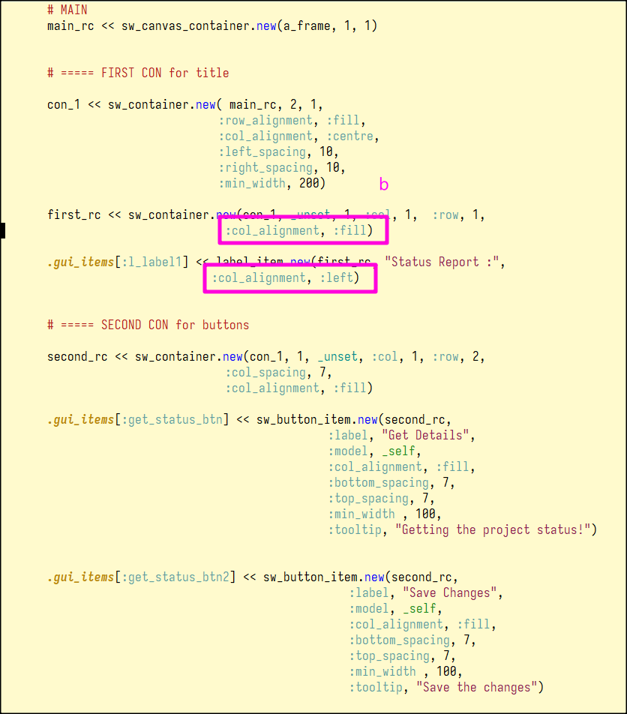 # MAIN
main_rc << sw_canvas_container.new(a_frame, 1, 1)
# ===== FIRST CON for title
con_1 << sw_container.new( main_rc, 2, 1,
:row_alignment, :fill,
:col_alignment, :centre,
:left_spacing, 10,
:right_spacing, 10,
:min_width, 200)
b
first_rc << sw_container.new(con_1, _unset, 1, :col, 1, :row, 1,
:col_alignment, :fill)
.gui_items[:l_label1] << label_item.new(first_rc, "Status Report :",
:col_alignment, :left)
# ===== SECOND CON for buttons
second_rc << sw_container.new(con_1, 1, _unset, :col, 1, :row, 2,
:col_spacing, 7,
:col_alignment, :fill)
.gui_items[:get_status_btn] << sw_button_item.new(second_rc,
:label, "Get Details",
:model, _self,
:col_alignment, :fill,
:bottom_spacing, 7,
:top_spacing, 7,
:min_width , 100,
:tooltip, "Getting the project status!")
.gui_items[:get_status_btn2] << sw_button_item.new(second_rc,
:label, "Save Changes",
:model, _self,
:col_alignment, :fill,
:bottom_spacing, 7,
:top_spacing, 7,
:min_width , 100,
:tooltip, "Save the changes")